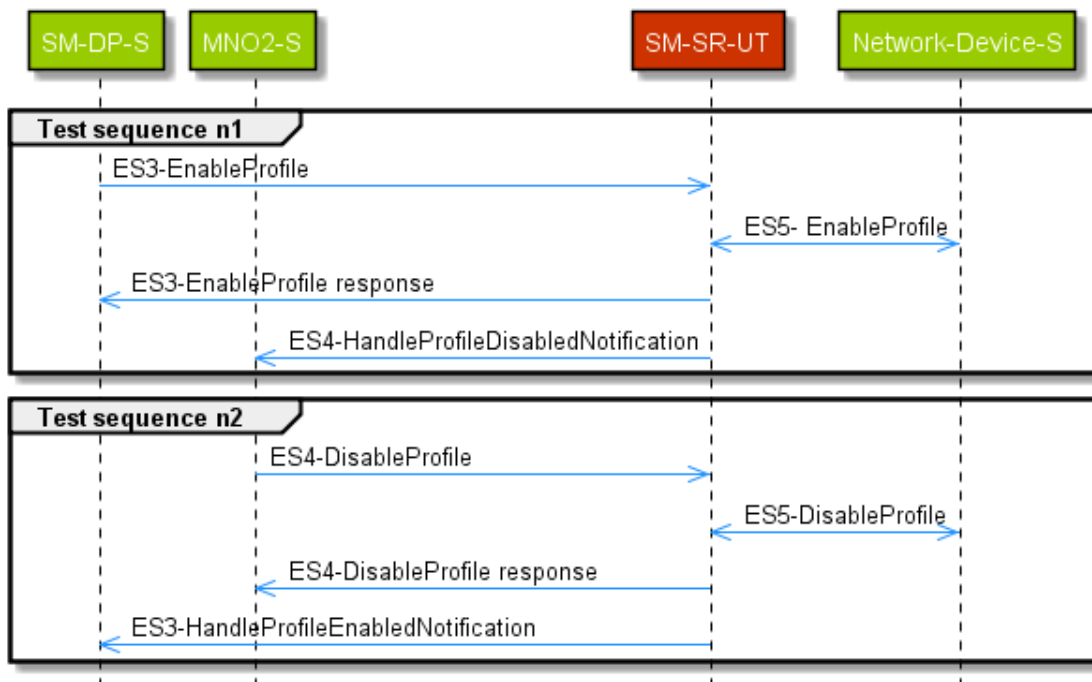 SM-DP-S
MNO2-S
SM-SR-UT
Network-Device-S
Test sequence n1
ES3-EnableProfile
ES5- EnableProfile
ES3-EnableProfile response
ES4-HandleProfileDisabledNotification
Test sequence n2
ES4-DisableProfile
ES5-DisableProfile
ES4-DisableProfile response
ES3-HandleProfileEnabledNotification